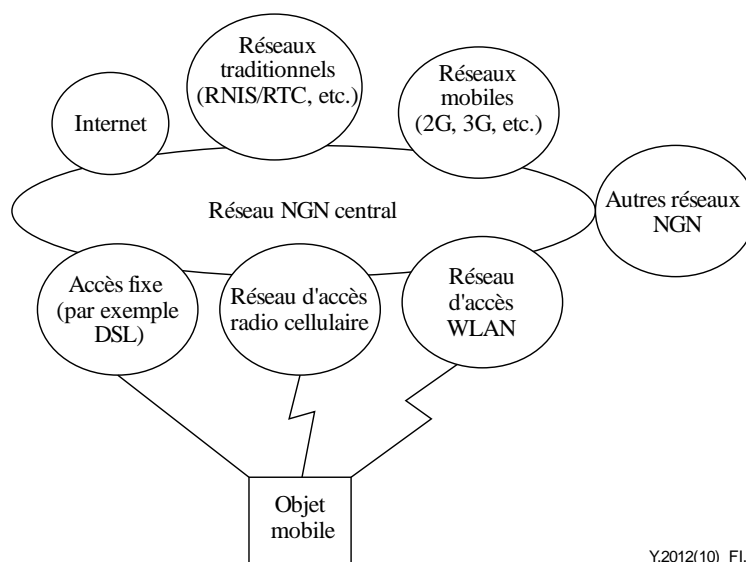 Réseaux
traditionnels
(RNIS/RTC, etc.)
Réseaux
mobiles
(2G, 3G, etc.)
Internet
Autres réseaux
NGN
Réseau NGN central
Accès fixe
(par exemple
DSL)
Réseau d'accès
radio cellulaire
Réseau
d'accès
WLAN
Objet
mobile
Y.2012(10)_FI.